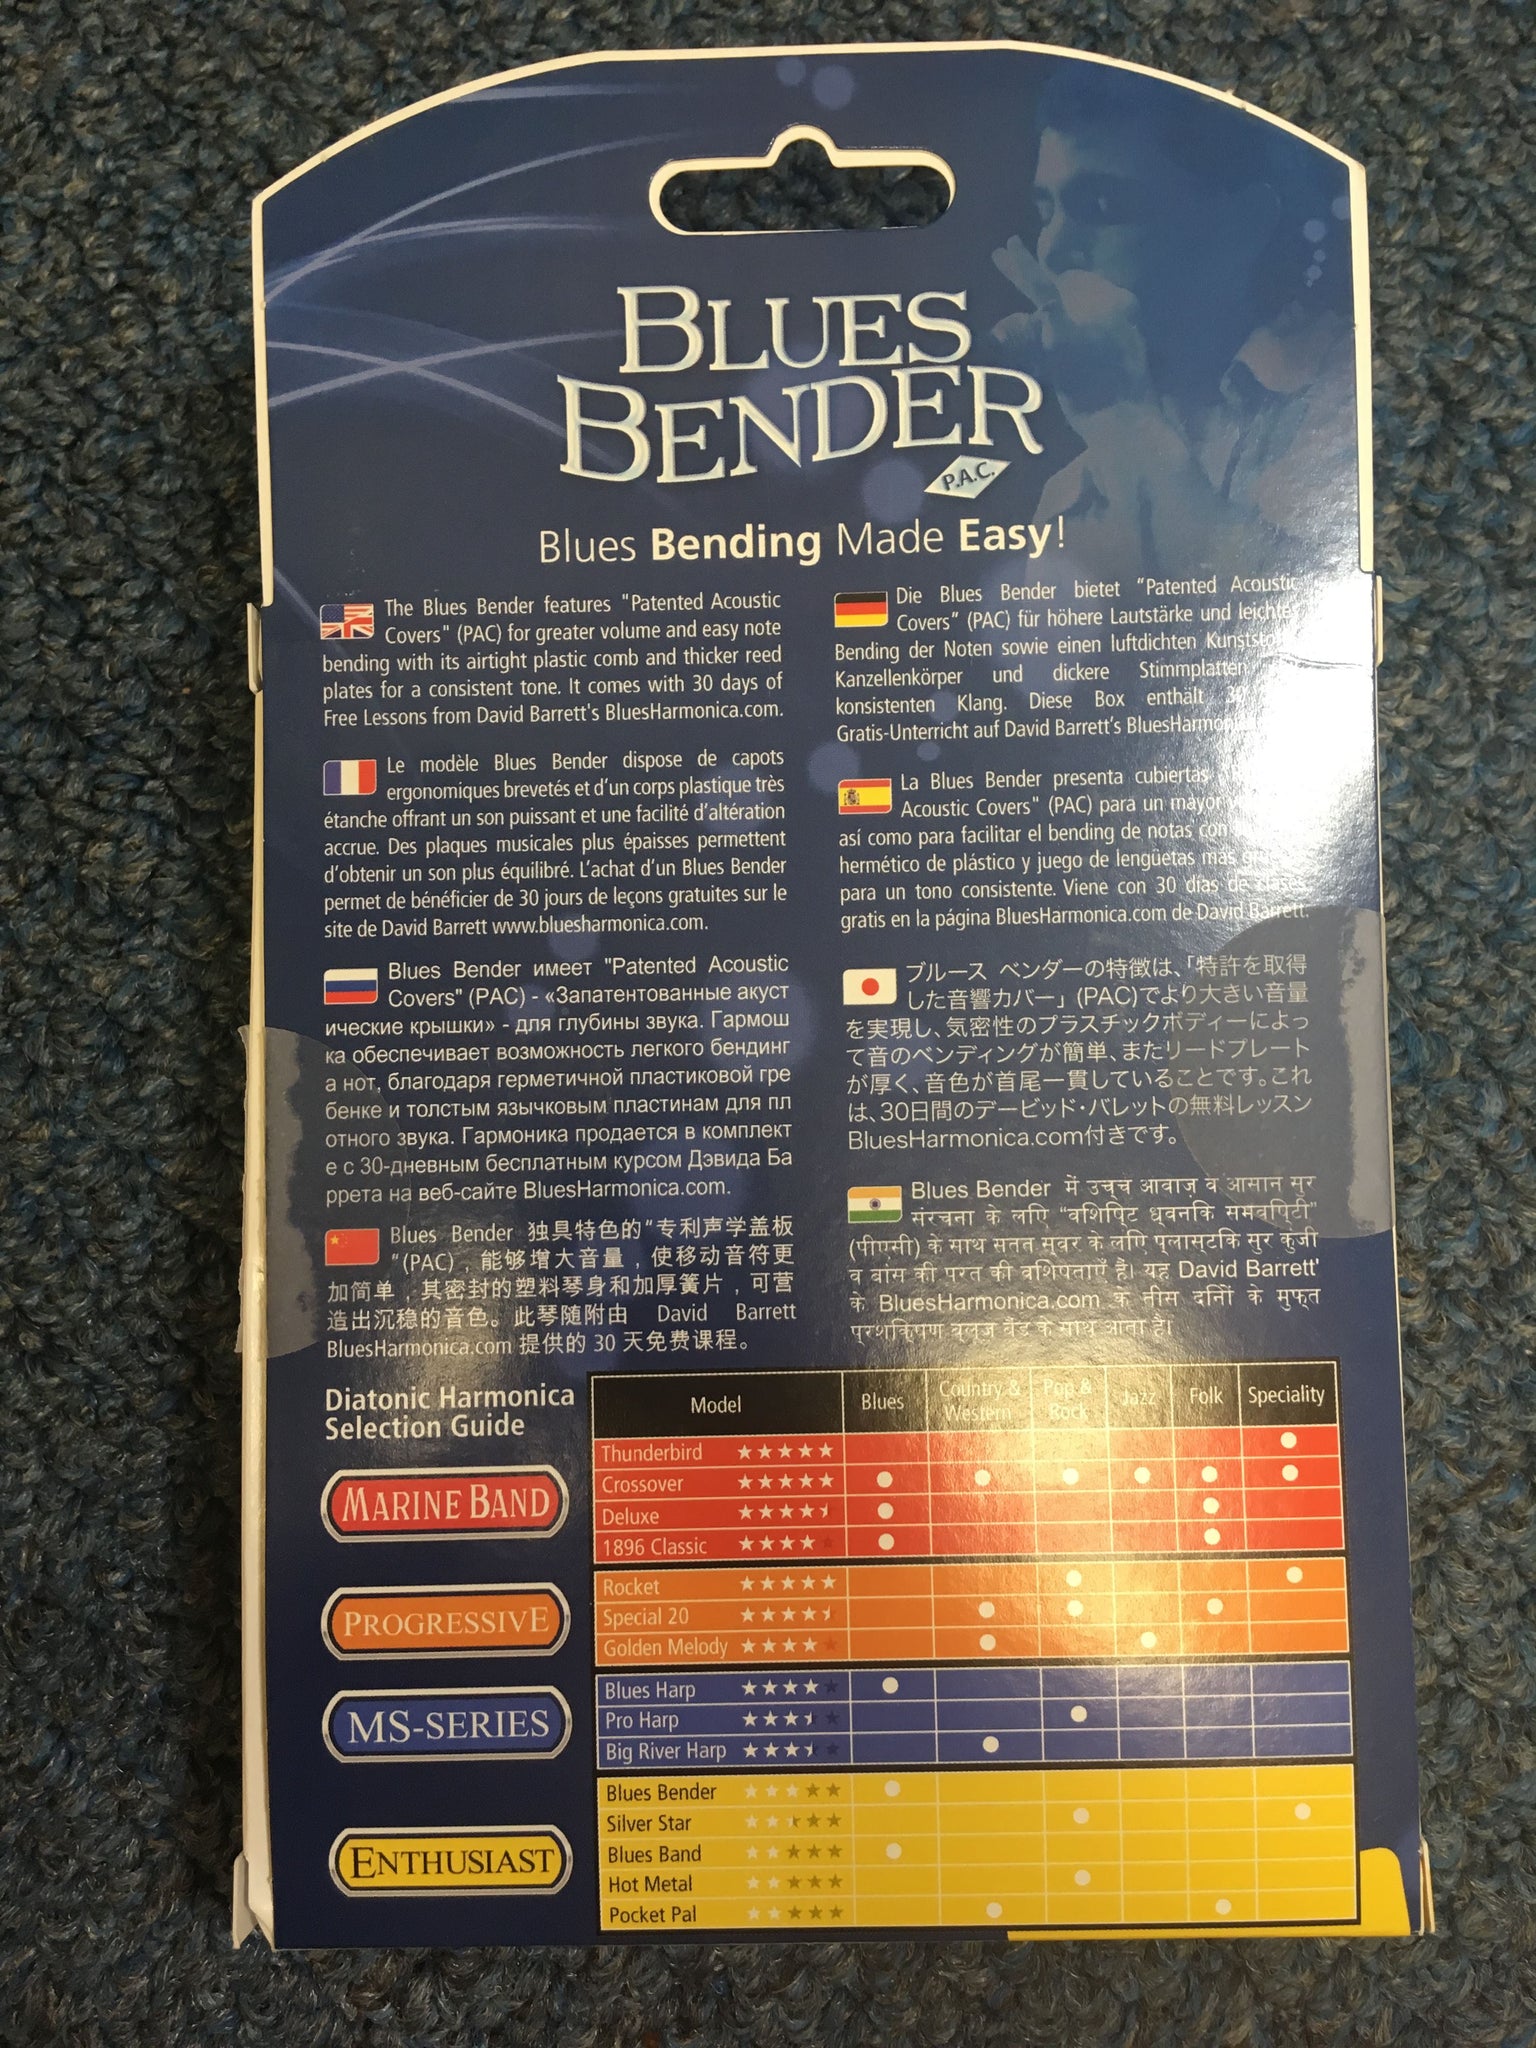 BLUES
BENDER
P.A.C.
Blues Bending Made Easy!
The Blues Bender features "Patented Acoustic
Covers" (PAC) for greater volume and easy note
bending with its airtight plastic comb and thicker reed
plates for a consistent tone. It comes with 30 days of
Free Lessons from David Barrett's BluesHarmonica.com.
Le modèle Blues Bender dispose de capots
ergonomiques brevetés et d'un corps plastique très
étanche offrant un son puissant et une facilité d'altération
accrue. Des plaques musicales plus épaisses permettent
d'obtenir un son plus équilibré. L'achat d'un Blues Bender
permet de bénéficier de 30 jours de leçons gratuites sur le
site de David Barrett www.bluesharmonica.com.
Blues Bender имеет "Patented Acoustic
Covers" (PAC) - «Запатентованные акуст
ические крышки» - для глубины звука. Гармош
ка обеспечивает возможность легкого бендинг
а нот, благодаря герметичной пластиковой гре
бенке и толстым язычковым пластинам для пл
отного звука. Гармоника продается в комплект
е с 30-дневным бесплатным курсом Дэвида Ба
ррета на веб-сайте BluesHarmonica.com.
Blues Bender 独具特色的 "专利声学盖板
"(PAC)，能够增大音量，使移动音符更
加简单，其密封的塑料琴身和加厚簧片，可营
造出沉稳的音色。此琴随附由 David Barrett
BluesHarmonica.com 提供的 30 天免费课程。
Die Blues Bender bietet "Patented Acoustic
Covers" (PAC) für höhere Lautstärke und leichtes
Bending der Noten sowie einen luftdichten
Kanzellenkörper und dickere Stimmplatten
konsistenten Klang. Diese Box enthält 30
Gratis-Unterricht auf David Barrett's
La Blues Bender presenta cubiertas
Acoustic Covers" (PAC) para un mayor
así como para facilitar el bending de notas con
hermético de plástico y juego de lengüetas más
para un tono consistente. Viene con 30 días de clases
gratis en la página BluesHarmonica.com de David Barrett.
ブルース ベンダーの特徴は、「特許を取得
した音響カバー」(PAC)でより大きい音量
を実現し、気密性のプラスチックボディーによっ
て音のベンディングが簡単、またリードプレート
が厚く、音色が首尾一貫していることです。これ
は、30日間のデービッド・バレットの無料レッスン
BluesHarmonica.com付きです。
Blues Bender में उच्च आवाज़ व आसान सुर
संरचना के लिए
(पीएसी) के साथ सतत सुवर के लिए सुर कुंजी
व बांस की परत की हैं। यह David Barrett'
के BluesHarmonica.com के तीस के मुफ्त
के साथ आता है।
Diatonic Harmonica
Selection Guide
Model Blues Country & Western Pop & Rock Jazz Folk Speciality
MARINE BAND
Thunderbird ★★★★★
Crossover ★★★★★
Deluxe ★★★★
1896 Classic ★★★★
PROGRESSIVE
Rocket ★★★★★
Special 20 ★★★★
Golden Melody ★★★★
MS-SERIES
Blues Harp ★★★★
Pro Harp ★★★
Big River Harp ★★★
ENTHUSIAST
Blues Bender ★★★
Silver Star ★★
Blues Band ★★
Hot Metal ★★
Pocket Pal ★★